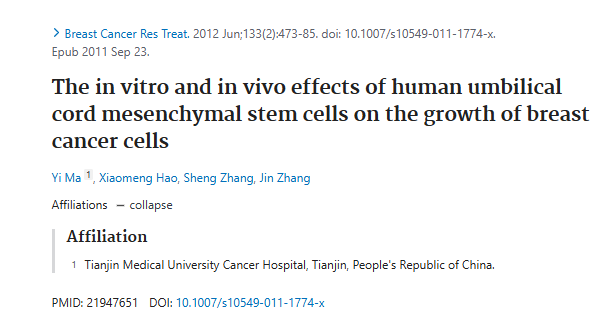 Breast Cancer Res Treat. 2012 Jun;133(2):473-85. doi: 10.1007/s10549-011-1774-x.
Epub 2011 Sep 23.
The in vitro and in vivo effects of human umbilical
cord mesenchymal stem cells on the growth of breast
cancer cells
Yi Ma 1, Xiaomeng Hao, Sheng Zhang, Jin Zhang
Affiliations − collapse
Affiliation
1 Tianjin Medical University Cancer Hospital, Tianjin, People's Republic of China.
PMID: 21947651 DOI: 10.1007/s10549-011-1774-x